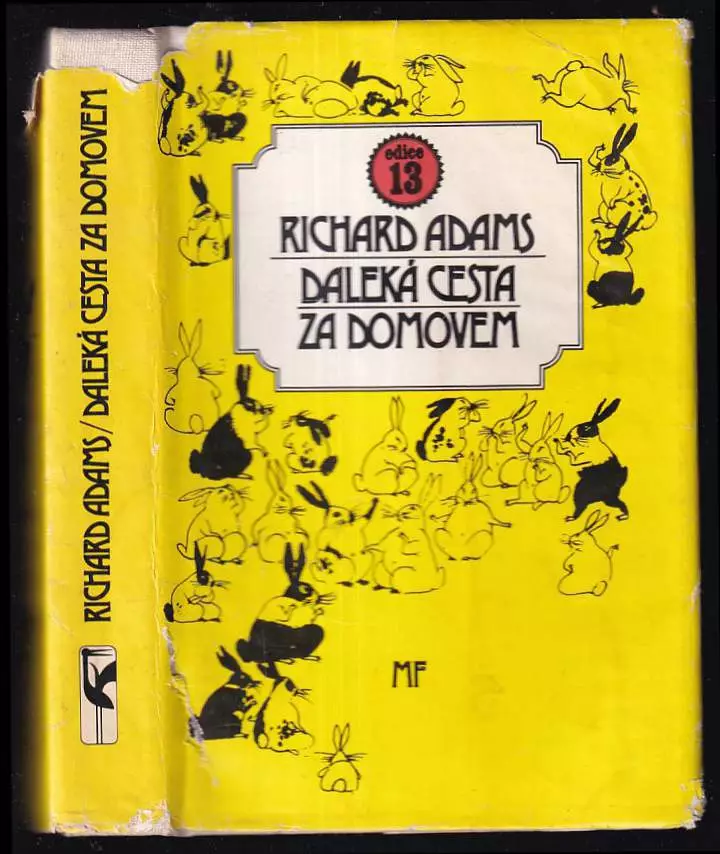 RICHARD ADAMS / DALEKÁ CESTA ZA DOMOVEM
edice
13
RICHARD ADAMS
DALEKÁ CESTA
ZA DOMOVEM
MF